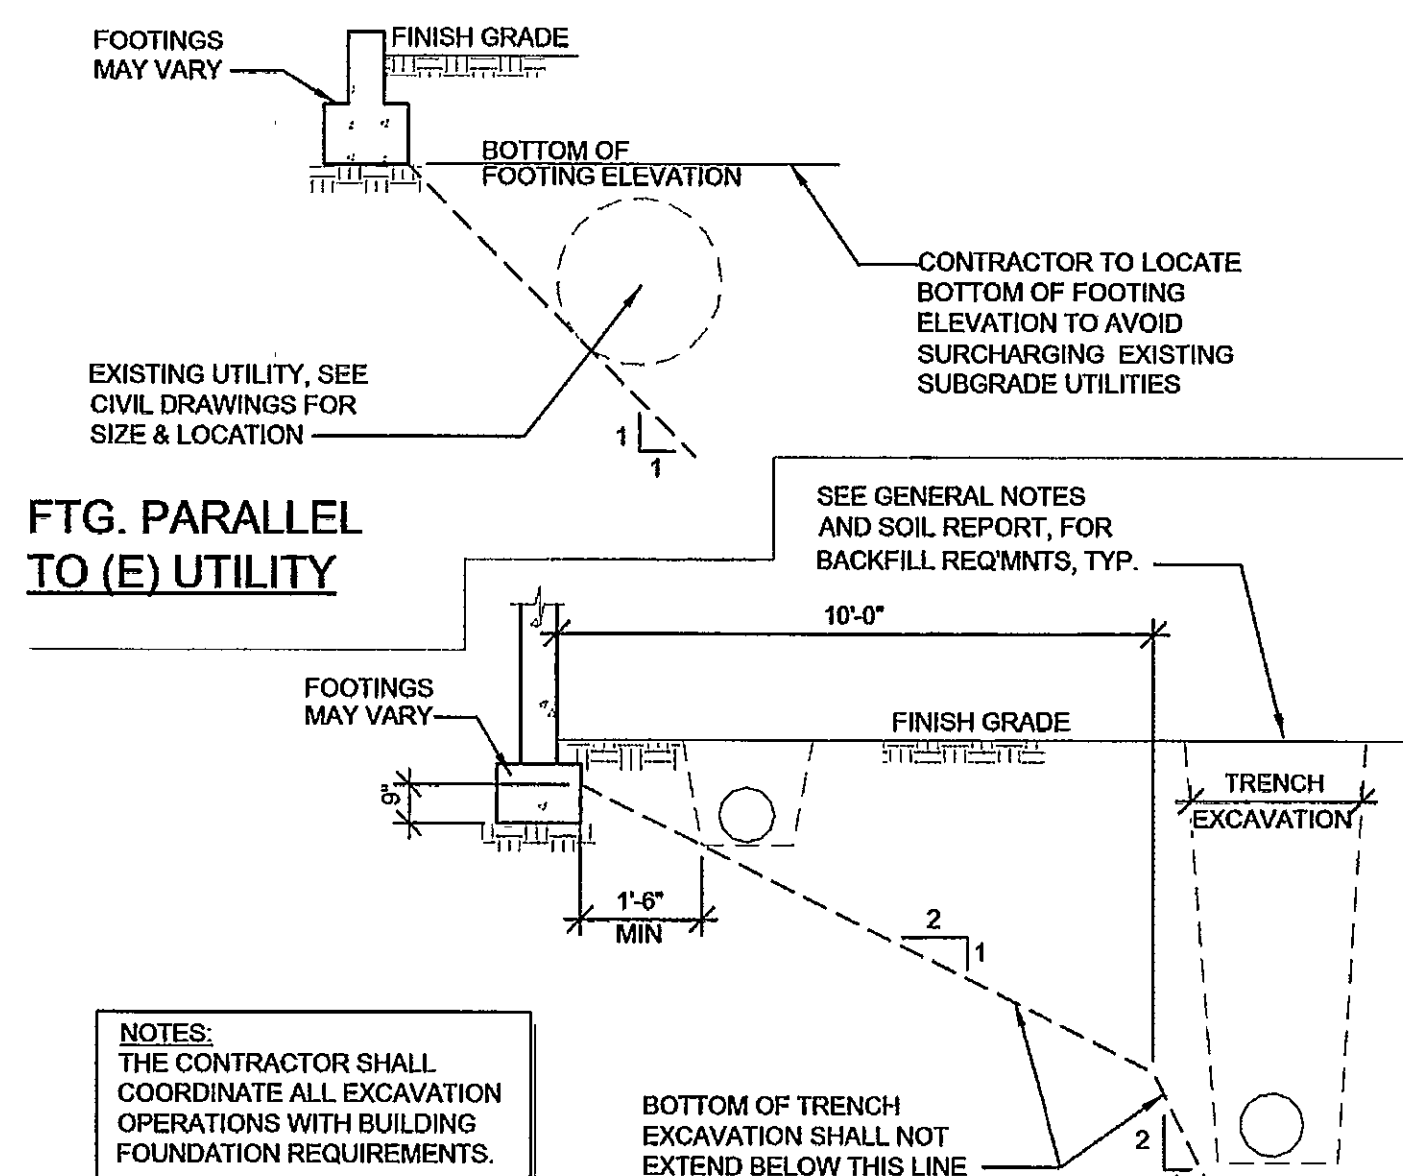 FOOTINGS
MAY VARY
FINISH GRADE
BOTTOM OF
FOOTING ELEVATION
CONTRACTOR TO LOCATE
BOTTOM OF FOOTING
ELEVATION TO AVOID
SURCHARGING EXISTING
SUBGRADE UTILITIES
EXISTING UTILITY, SEE
CIVIL DRAWINGS FOR
SIZE & LOCATION
1
1
FTG. PARALLEL
TO (E) UTILITY
SEE GENERAL NOTES
AND SOIL REPORT, FOR
BACKFILL REQ'MNTS, TYP.
10'-0"
FOOTINGS
MAY VARY
FINISH GRADE
9"
TRENCH
EXCAVATION
1'-6"
MIN
2
1
NOTES:
THE CONTRACTOR SHALL
COORDINATE ALL EXCAVATION
OPERATIONS WITH BUILDING
FOUNDATION REQUIREMENTS.
BOTTOM OF TRENCH
EXCAVATION SHALL NOT
EXTEND BELOW THIS LINE
2